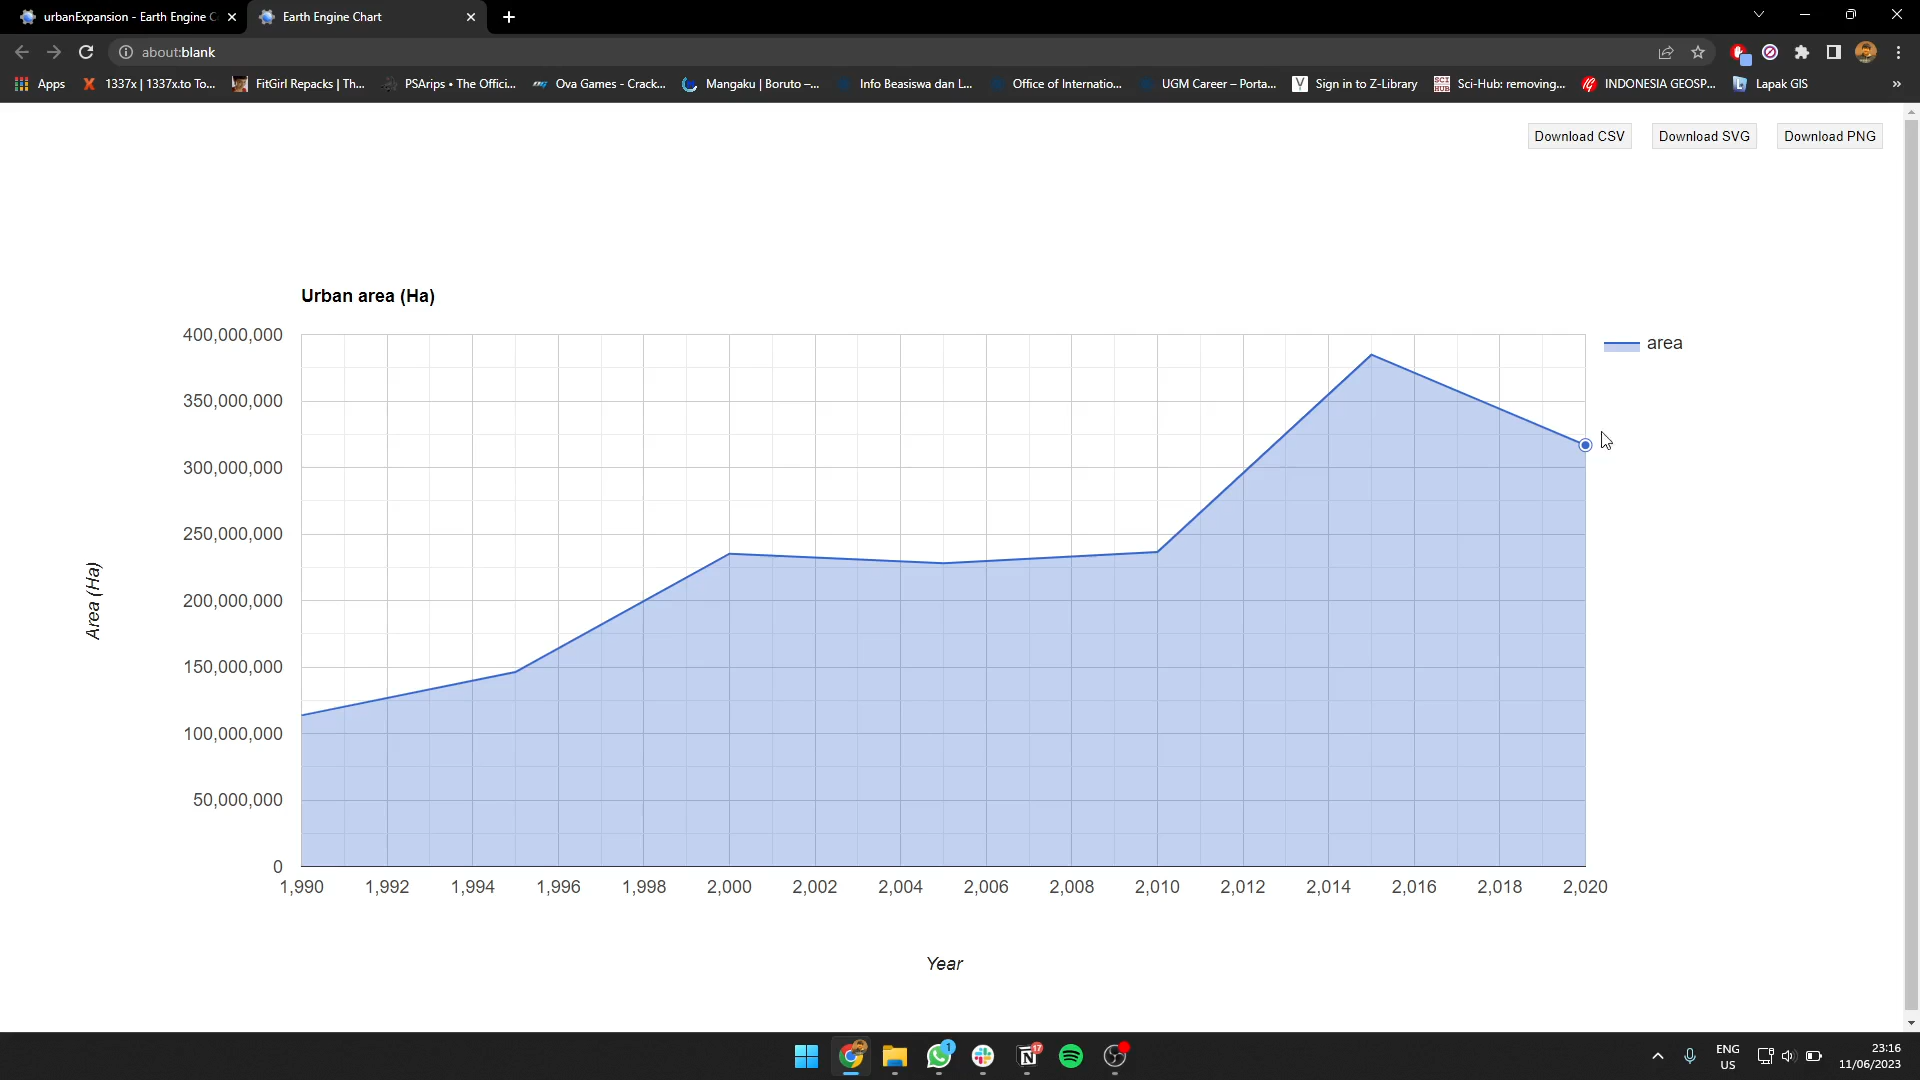 urbanExpansion - Earth Engine C
Earth Engine Chart
about:blank
Apps
1337x | 1337x.to To...
FitGirl Repacks | Th...
PSArips • The Offici...
Ova Games - Crack...
Mangaku | Boruto –...
Info Beasiswa dan L...
Office of Internatio...
UGM Career – Porta...
Sign in to Z-Library
SCI HUB
Sci-Hub: removing...
INDONESIA GEOSP...
Lapak GIS
»
Download CSV
Download SVG
Download PNG
Urban area (Ha)
400,000,000
350,000,000
300,000,000
250,000,000
200,000,000
150,000,000
100,000,000
50,000,000
0
area
Area (Ha)
1,990 1,992 1,994 1,996 1,998 2,000 2,002 2,004 2,006 2,008 2,010 2,012 2,014 2,016 2,018 2,020
Year
1
17
ENG
US
23:16
11/06/2023